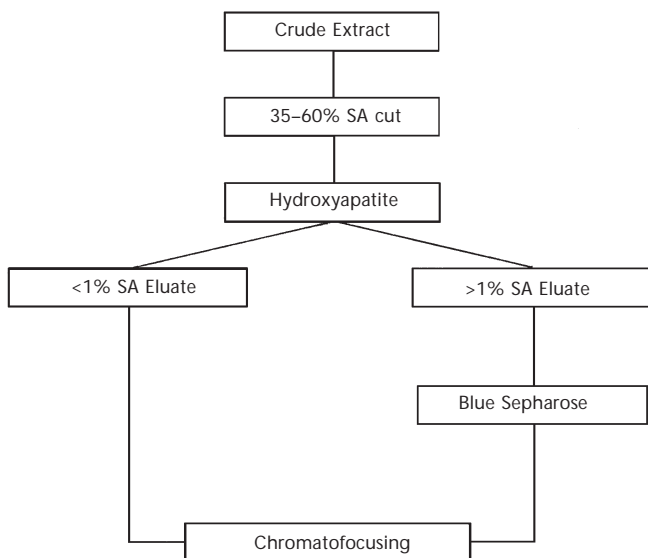 Crude Extract
35–60% SA cut
Hydroxyapatite
<1% SA Eluate
>1% SA Eluate
Blue Sepharose
Chromatofocusing